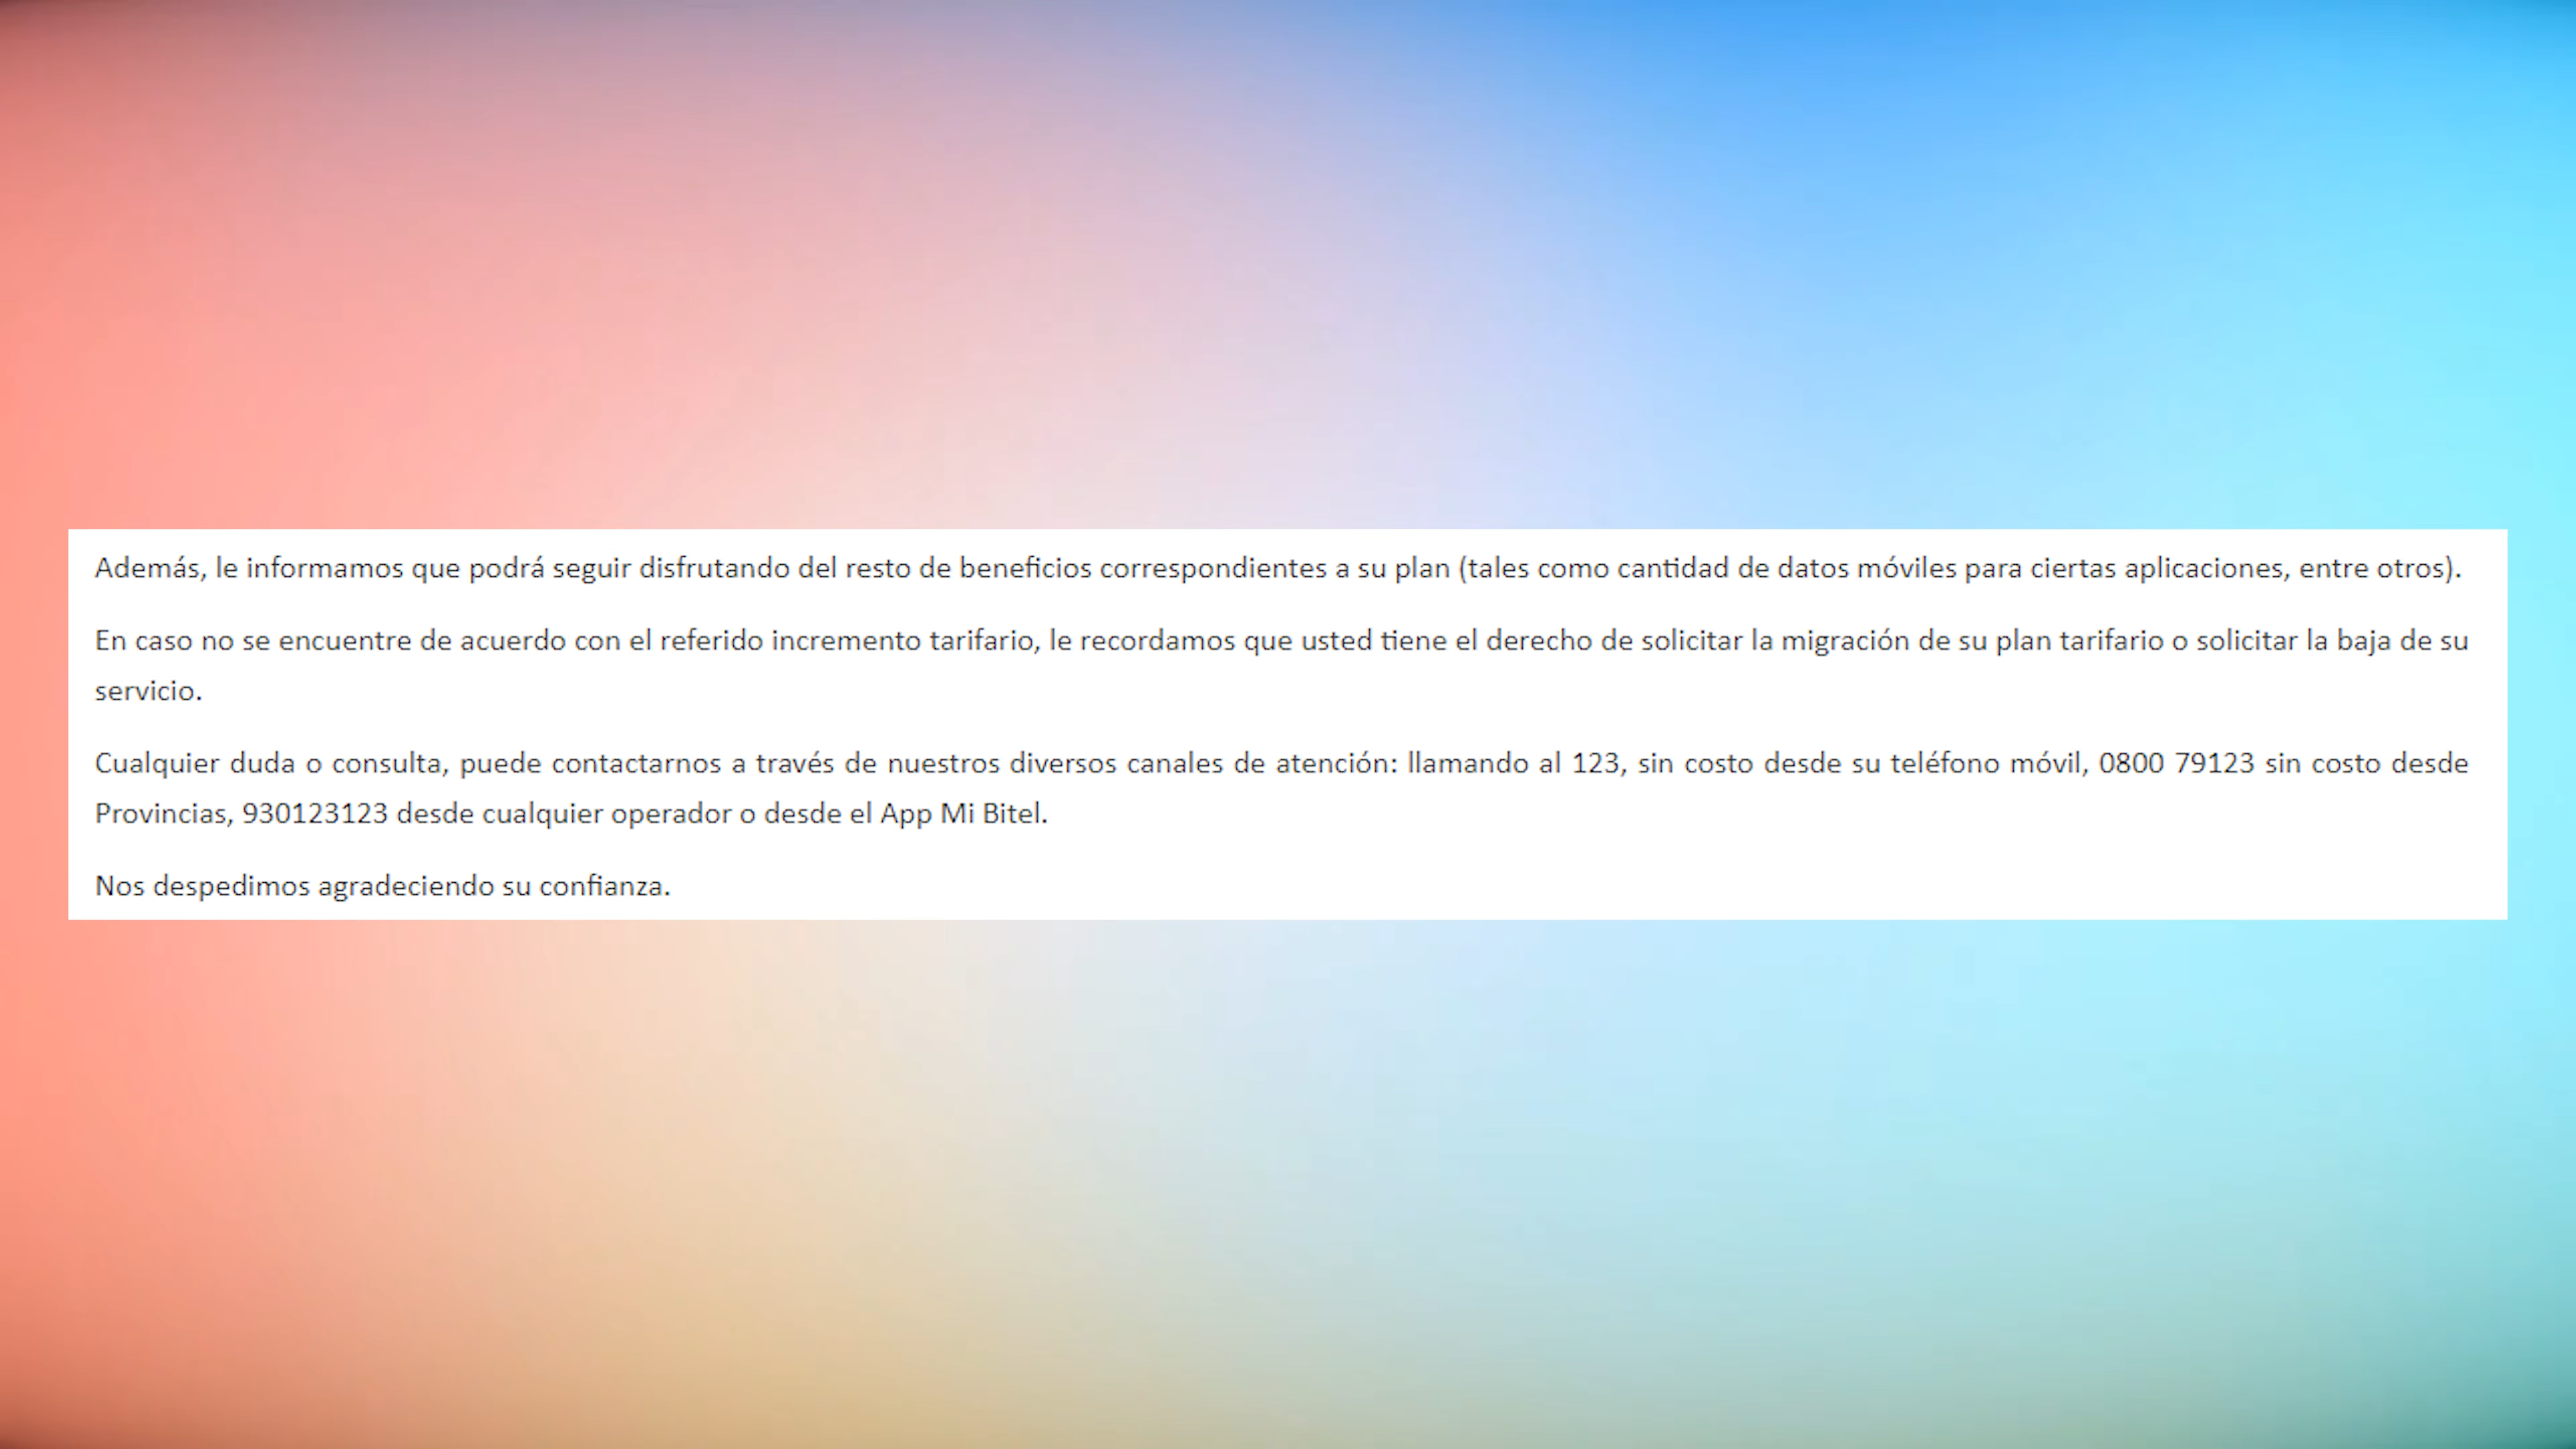 Además, le informamos que podrá seguir disfrutando del resto de beneficios correspondientes a su plan (tales como cantidad de datos móviles para ciertas aplicaciones, entre otros).
En caso no se encuentre de acuerdo con el referido incremento tarifario, le recordamos que usted tiene el derecho de solicitar la migración de su plan tarifario o solicitar la baja de su
servicio.
Cualquier duda o consulta, puede contactarnos a través de nuestros diversos canales de atención: llamando al 123, sin costo desde su teléfono móvil, 0800 79123 sin costo desde
Provincias, 930123123 desde cualquier operador o desde el App Mi Bitel.
Nos despedimos agradeciendo su confianza.